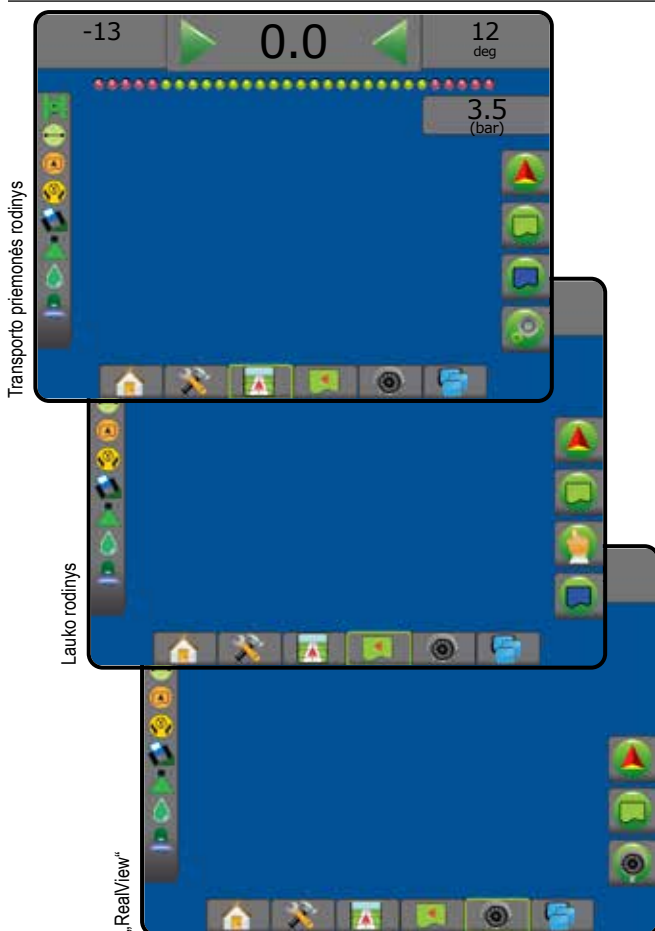 -13
0.0
12
deg
3.5
(bar)
Transporto priemonės rodinys
Lauko rodinys
„RealView“